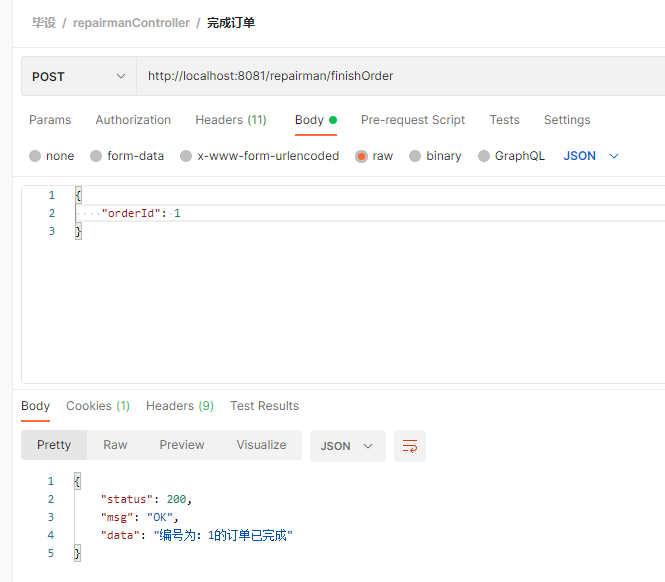 毕设 / repairmanController / 完成订单
POST http://localhost:8081/repairman/finishOrder
Params Authorization Headers (11) Body Pre-request Script Tests Settings
none form-data x-www-form-urlencoded raw binary GraphQL JSON
1 {
2 "orderId": 1
3 }
Body Cookies (1) Headers (9) Test Results
Pretty Raw Preview Visualize JSON
1 {
2 "status": 200,
3 "msg": "OK",
4 "data": "编号为：1的订单已完成"
5 }